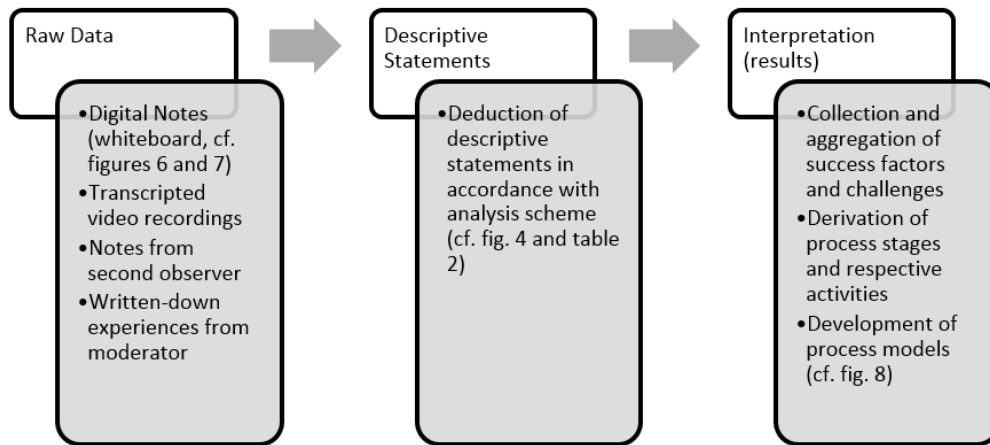 Raw Data
•Digital Notes
(whiteboard, cf.
figures 6 and 7)
•Transcripted
video recordings
•Notes from
second observer
•Written-down
experiences from
moderator
Descriptive
Statements
•Deduction of
descriptive
statements in
accordance with
analysis scheme
(cf. fig. 4 and table
2)
Interpretation
(results)
•Collection and
aggregation of
success factors
and challenges
•Derivation of
process stages
and respective
activities
•Development of
process models
(cf. fig. 8)